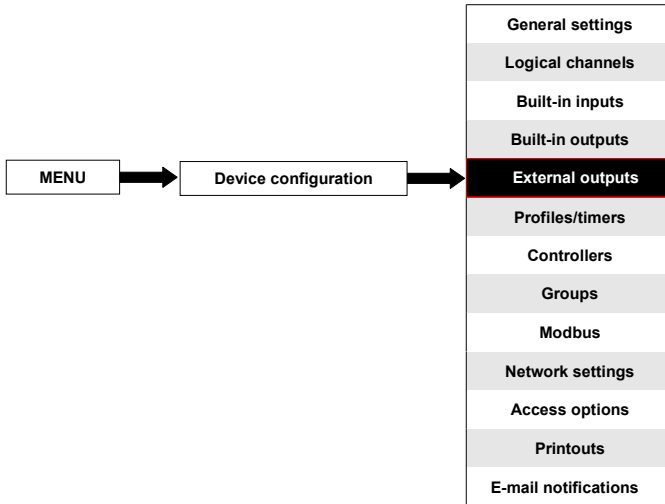 General settings
Logical channels
Built-in inputs
Built-in outputs
MENU
Device configuration
External outputs
Profiles/timers
Controllers
Groups
Modbus
Network settings
Access options
Printouts
E-mail notifications